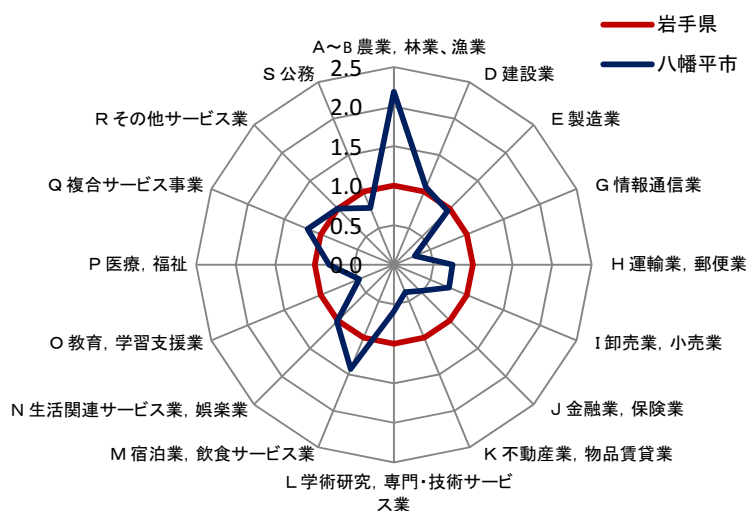 岩手県
八幡平市
A～B 農業, 林業、漁業
D 建設業
E 製造業
G 情報通信業
H 運輸業, 郵便業
I 卸売業, 小売業
J 金融業, 保険業
K 不動産業, 物品賃貸業
L 学術研究, 専門・技術サービ
ス業
M 宿泊業, 飲食サービス業
N 生活関連サービス業, 娯楽業
O 教育, 学習支援業
P 医療, 福祉
Q 複合サービス事業
R その他サービス業
S 公務
2.5
2.0
1.5
1.0
0.5
0.0